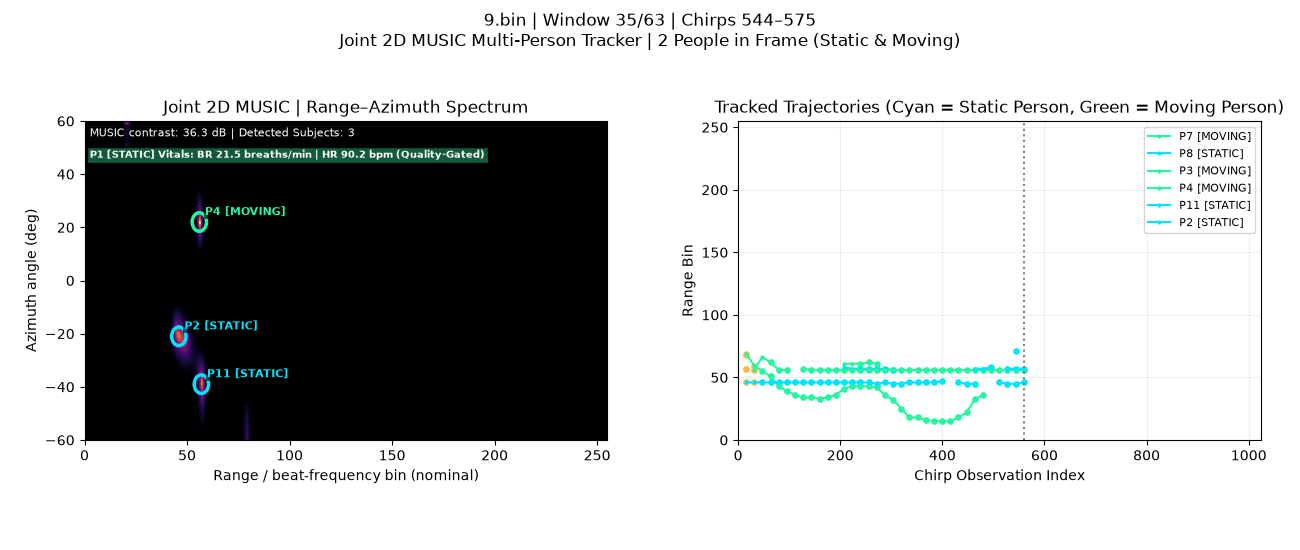 9.bin | Window 35/63 | Chirps 544–575
Joint 2D MUSIC Multi-Person Tracker | 2 People in Frame (Static & Moving)
Joint 2D MUSIC | Range–Azimuth Spectrum
MUSIC contrast: 36.3 dB | Detected Subjects: 3
P1 [STATIC] Vitals: BR 21.5 breaths/min | HR 90.2 bpm (Quality-Gated)
P4 [MOVING]
P2 [STATIC]
P11 [STATIC]
60
40
20
0
−20
−40
−60
Azimuth angle (deg)
0
50
100
150
200
250
Range / beat-frequency bin (nominal)
Tracked Trajectories (Cyan = Static Person, Green = Moving Person)
P7 [MOVING]
P8 [STATIC]
P3 [MOVING]
P4 [MOVING]
P11 [STATIC]
P2 [STATIC]
250
200
150
100
50
0
Range Bin
0
200
400
600
800
1000
Chirp Observation Index